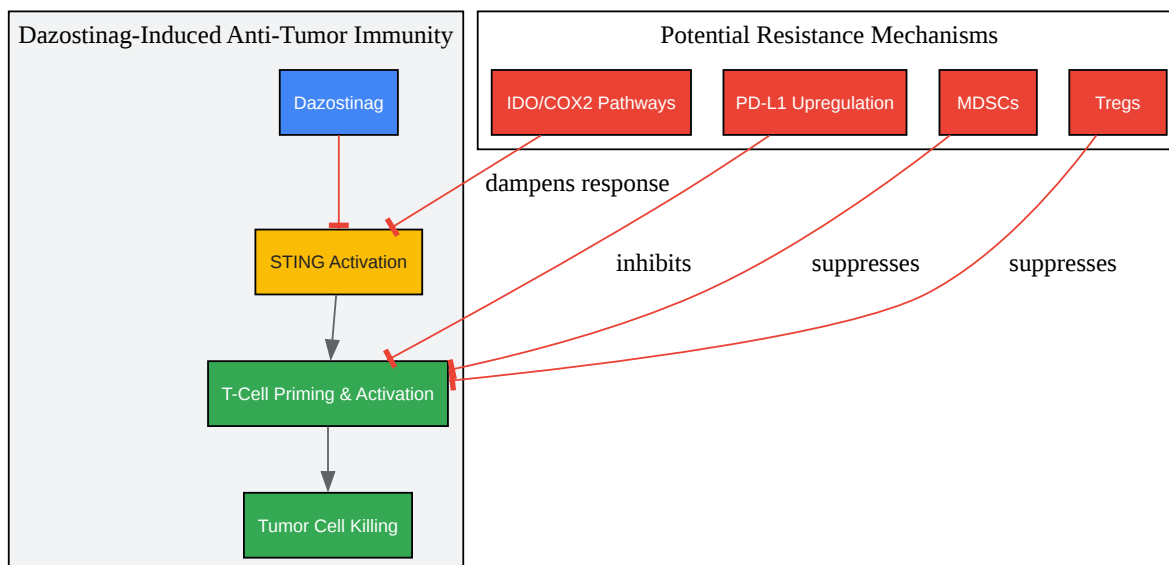 Dazostinag-Induced Anti-Tumor Immunity
Potential Resistance Mechanisms
Dazostinag
IDO/COX2 Pathways
PD-L1 Upregulation
MDSCs
Tregs
dampens response
STING Activation
inhibits
suppresses
suppresses
T-Cell Priming & Activation
Tumor Cell Killing